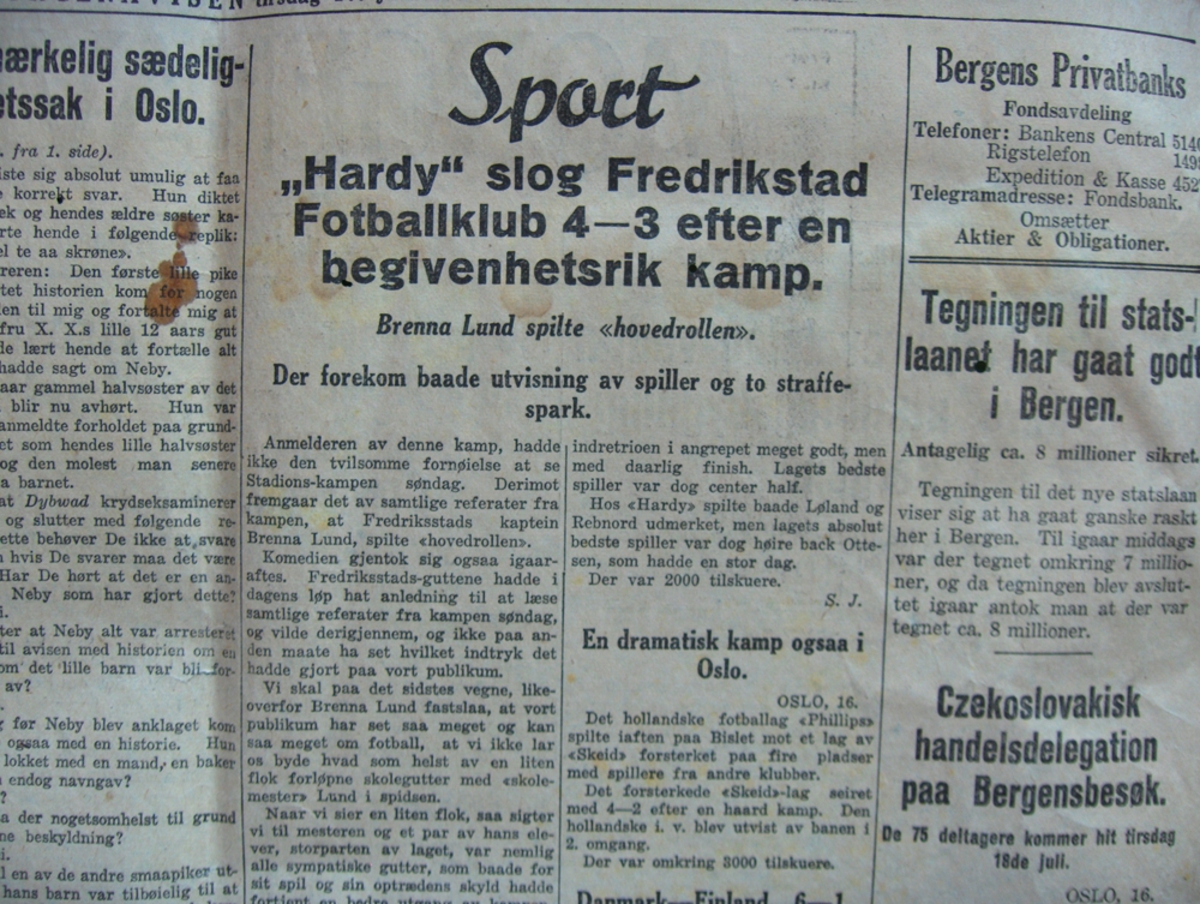 tirsdag
ærkelig sædelig-
etssak i Oslo.
fra 1. side).
iste sig absolut umulig at faa
korrekt svar. Hun diktet
ek og hendes ældre søster ka-
rte hende i følgende replik:
el te aa skrøne».
reren: Den første lille pike
tet historien kom for nogen
en til mig og fortalte mig at
fru X. X.s lille 12 aars gut
de lært hende at fortælle alt
hadde sagt om Neby.
aar gammel halvsøster av det
blir nu avhørt. Hun var
anmeldte forholdet paa grund-
et som hendes lille halvsøster
og den molest man senere
a barnet.
at Dybwad krydseksaminerer
og slutter med følgende re-
ette behøver De ikke at svare
hvis De svarer maa det være
Har De hørt at det er en an-
Neby som har gjort dette?
i.
ter at Neby alt var arresteret
til avisen med historien om en
om det lille barn var bli for-
av?
før Neby blev anklaget kom
ogsaa med en historie. Hun
lokket med en mand, en baker
endog navngav?
?
a der nogetsomhelst til grund
ne beskyldning?
i.
l en av de andre smaapiker ut-
hans barn var tilbøielig til at
Sport
„Hardy“ slog Fredrikstad
Fotballklub 4—3 efter en
begivenhetsrik kamp.
Brenna Lund spilte «hovedrollen».
Der forekom baade utvisning av spiller og to straffe-
spark.
Anmelderen av denne kamp, hadde
ikke den tvilsomme fornøielse at se
Stadions-kampen søndag. Derimot
fremgaar det av samtlige referater fra
kampen, at Fredriksstads kaptein
Brenna Lund, spilte «hovedrollen».
Komedien gjentok sig ogsaa igaar-
aftes. Fredriksstads-guttene hadde i
dagens løp hat anledning til at læse
samtlige referater fra kampen søndag,
og vilde derigjennem, og ikke paa an-
den maate ha set hvilket indtryk det
hadde gjort paa vort publikum.
Vi skal paa det sidstes vegne, like-
overfor Brenna Lund fastslaa, at vort
publikum har set saa meget og kan
saa meget om fotball, at vi ikke lar
os byde hvad som helst av en liten
flok forløpne skolegutter med «skole-
mester» Lund i spidsen.
Naar vi sier en liten flok, saa sigter
vi til mesteren og et par av hans ele-
ver, storparten av laget, var nemlig
alle sympatiske gutter, som baade for
sit spil og sin optrædens skyld hadde
fortjent en bedre utgang av kampen.
indretrioen i angrepet meget godt, men
med daarlig finish. Lagets bedste
spiller var dog center half.
Hos «Hardy» spilte baade Løland og
Rebnord udmerket, men lagets absolut
bedste spiller var dog høire back Otte-
sen, som hadde en stor dag.
Der var 2000 tilskuere.
S. J.
En dramatisk kamp ogsaa i
Oslo.
OSLO, 16.
Det hollandske fotballag «Phillips»
spilte iaften paa Bislet mot et lag av
«Skeid» forsterket paa fire pladser
med spillere fra andre klubber.
Det forsterkede «Skeid»-lag seiret
med 4—2 efter en haard kamp. Den
hollandske i. v. blev utvist av banen i
2. omgang.
Der var omkring 3000 tilskuere.
Danmark—Finland 6—1
Bergens Privatbanks
Fondsavdeling
Telefoner: Bankens Central 5140
Rigstelefon 149
Expedition & Kasse 452
Telegramadresse: Fondsbank.
Omsætter
Aktier & Obligationer.
Tegningen til stats-
laanet har gaat godt
i Bergen.
Antagelig ca. 8 millioner sikret.
Tegningen til det nye statslaan
viser sig at ha gaat ganske raskt
her i Bergen. Til igaar middags
var der tegnet omkring 7 millio-
ner, og da tegningen blev avslut-
tet igaar antok man at der var
tegnet ca. 8 millioner.
Czekoslovakisk
handelsdelegation
paa Bergensbesøk.
De 75 deltagere kommer hit tirsdag
18de juli.
OSLO, 16.